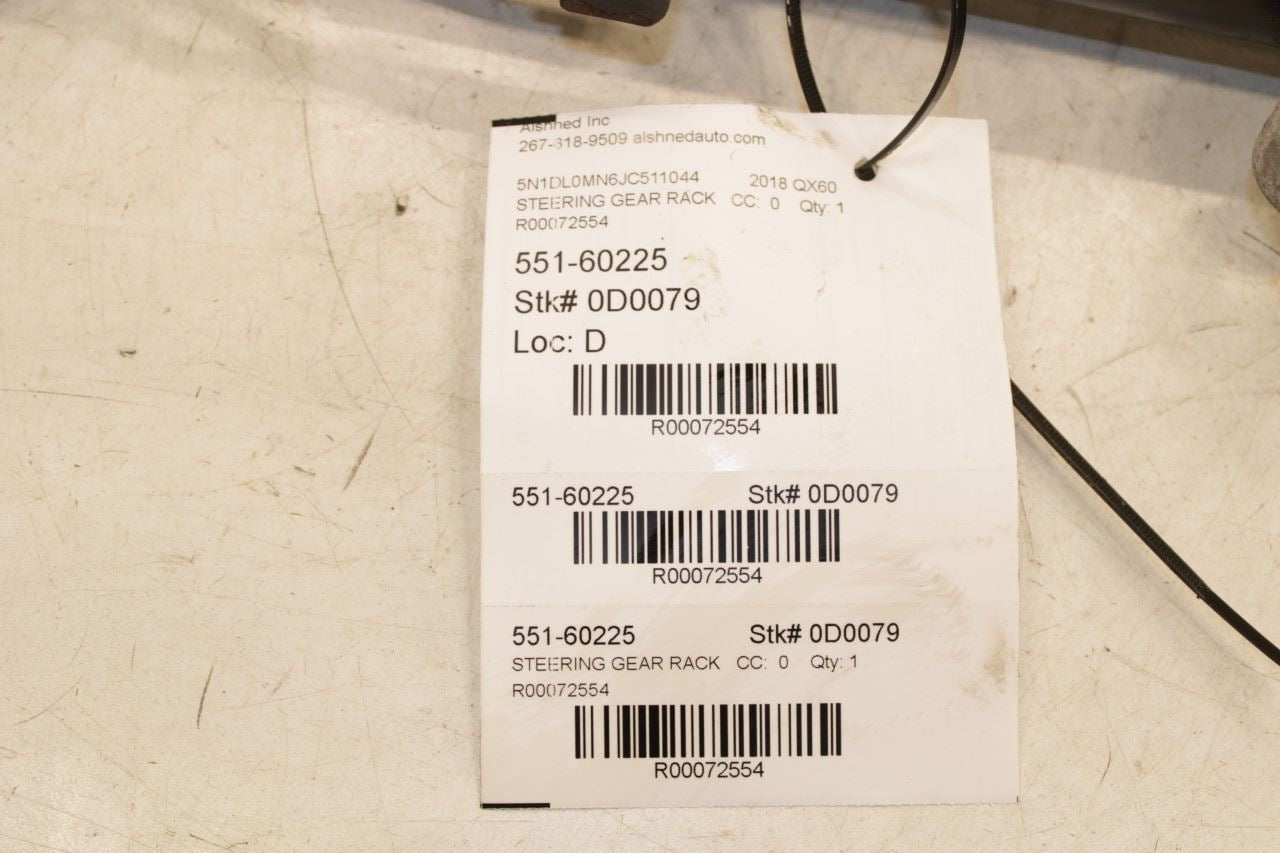 Alshned Inc
267-818-9509 alshnedauto.com
5N1DL0MN6JC511044 2018 QX60
STEERING GEAR RACK CC: 0 Qty: 1
R00072554
551-60225
Stk# 0D0079
Loc: D
R00072554
551-60225 Stk# 0D0079
R00072554
551-60225 Stk# 0D0079
STEERING GEAR RACK CC: 0 Qty: 1
R00072554
R00072554